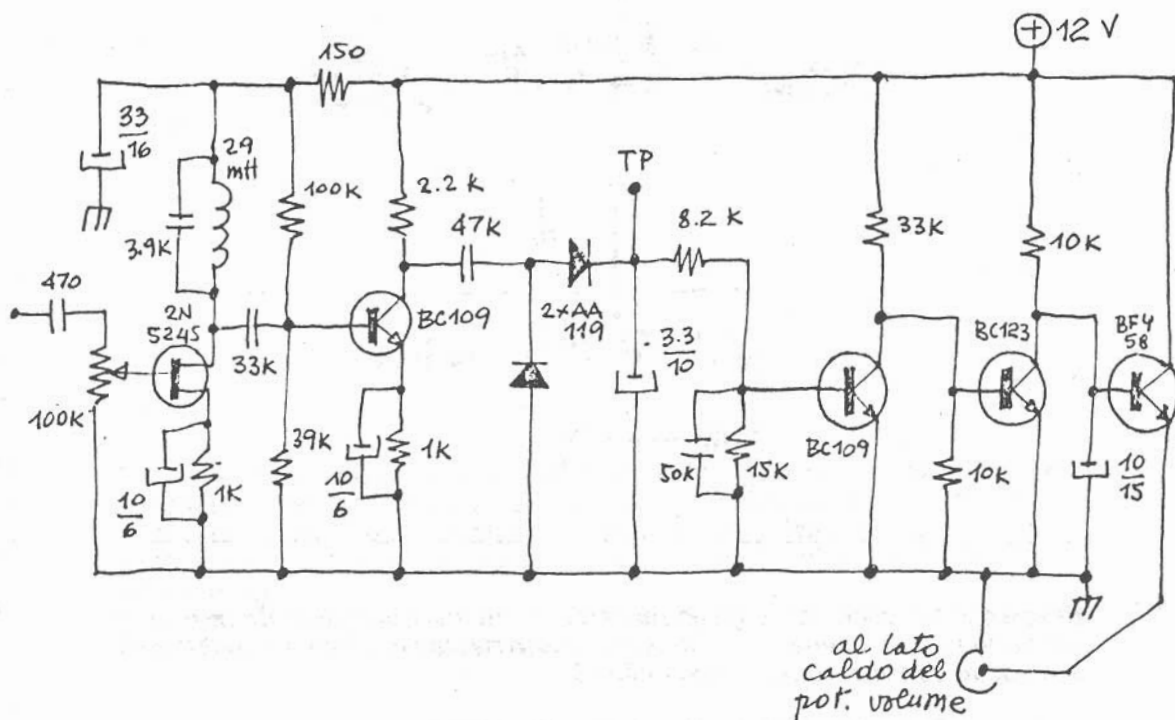 12 V
150
33
16
29
mH
3.9K
100K
2.2 K
47K
TP
8.2 K
33K
10K
470
2N
5245
33K
BC109
2×AA
119
3.3
10
BC123
BF4
58
100K
39K
1K
10
6
1K
10
6
50K
15K
BC109
10K
10
15
al lato
caldo del
pot. volume